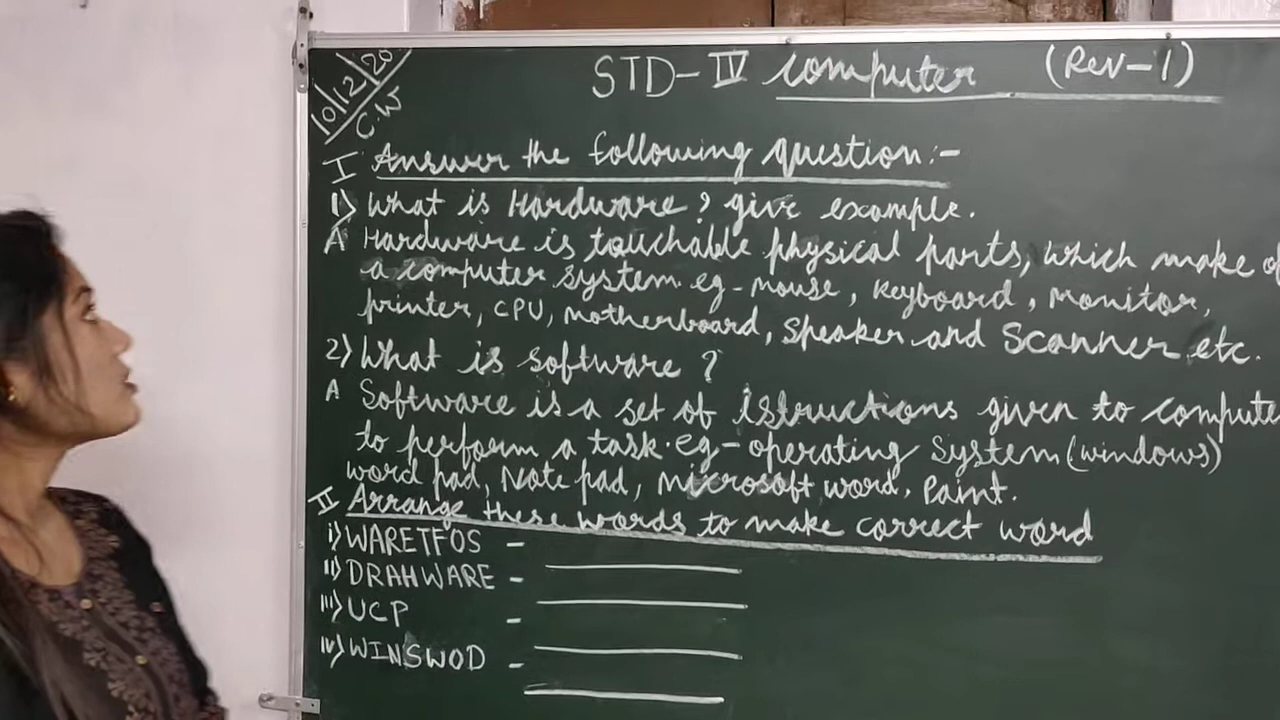 10/12/20
C.W
STD-IV computer (Rev-1)
I Answer the following question:-
1) What is Hardware? give example.
A Hardware is touchable physical parts, which make of
a computer system. eg - mouse, keyboard, monitor,
printer, CPU, motherboard, speaker and Scanner etc.
2) What is software?
A Software is a set of istructions given to compute
to perform a task. eg - operating System (windows)
word pad, Note pad, microsoft word, Paint.
II Arrange these words to make correct word
i) WARETFOS -
ii) DRAHWARE -
iii) UCP -
iv) WINSWOD -